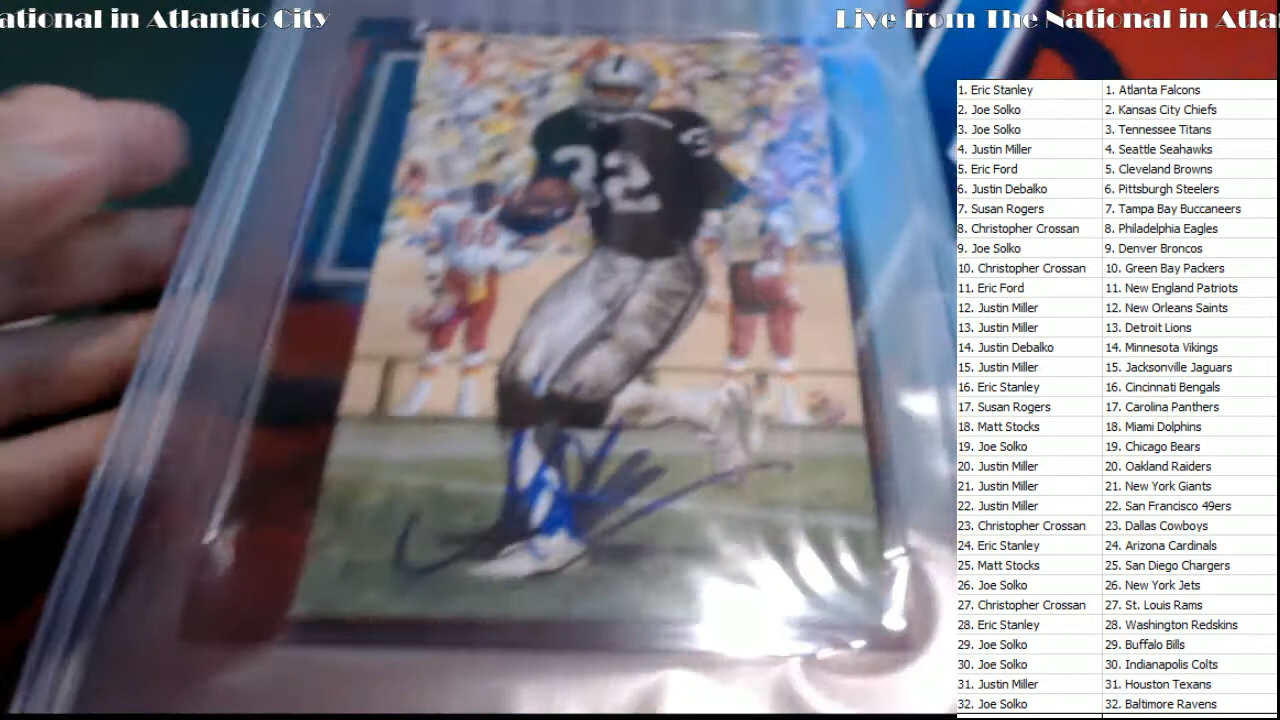 ational in Atlantic City
Live from The National in Atla
32
3
1. Eric Stanley 1. Atlanta Falcons
2. Joe Solko 2. Kansas City Chiefs
3. Joe Solko 3. Tennessee Titans
4. Justin Miller 4. Seattle Seahawks
5. Eric Ford 5. Cleveland Browns
6. Justin Debalko 6. Pittsburgh Steelers
7. Susan Rogers 7. Tampa Bay Buccaneers
8. Christopher Crossan 8. Philadelphia Eagles
9. Joe Solko 9. Denver Broncos
10. Christopher Crossan 10. Green Bay Packers
11. Eric Ford 11. New England Patriots
12. Justin Miller 12. New Orleans Saints
13. Justin Miller 13. Detroit Lions
14. Justin Debalko 14. Minnesota Vikings
15. Justin Miller 15. Jacksonville Jaguars
16. Eric Stanley 16. Cincinnati Bengals
17. Susan Rogers 17. Carolina Panthers
18. Matt Stocks 18. Miami Dolphins
19. Joe Solko 19. Chicago Bears
20. Justin Miller 20. Oakland Raiders
21. Justin Miller 21. New York Giants
22. Justin Miller 22. San Francisco 49ers
23. Christopher Crossan 23. Dallas Cowboys
24. Eric Stanley 24. Arizona Cardinals
25. Matt Stocks 25. San Diego Chargers
26. Joe Solko 26. New York Jets
27. Christopher Crossan 27. St. Louis Rams
28. Eric Stanley 28. Washington Redskins
29. Joe Solko 29. Buffalo Bills
30. Joe Solko 30. Indianapolis Colts
31. Justin Miller 31. Houston Texans
32. Joe Solko 32. Baltimore Ravens